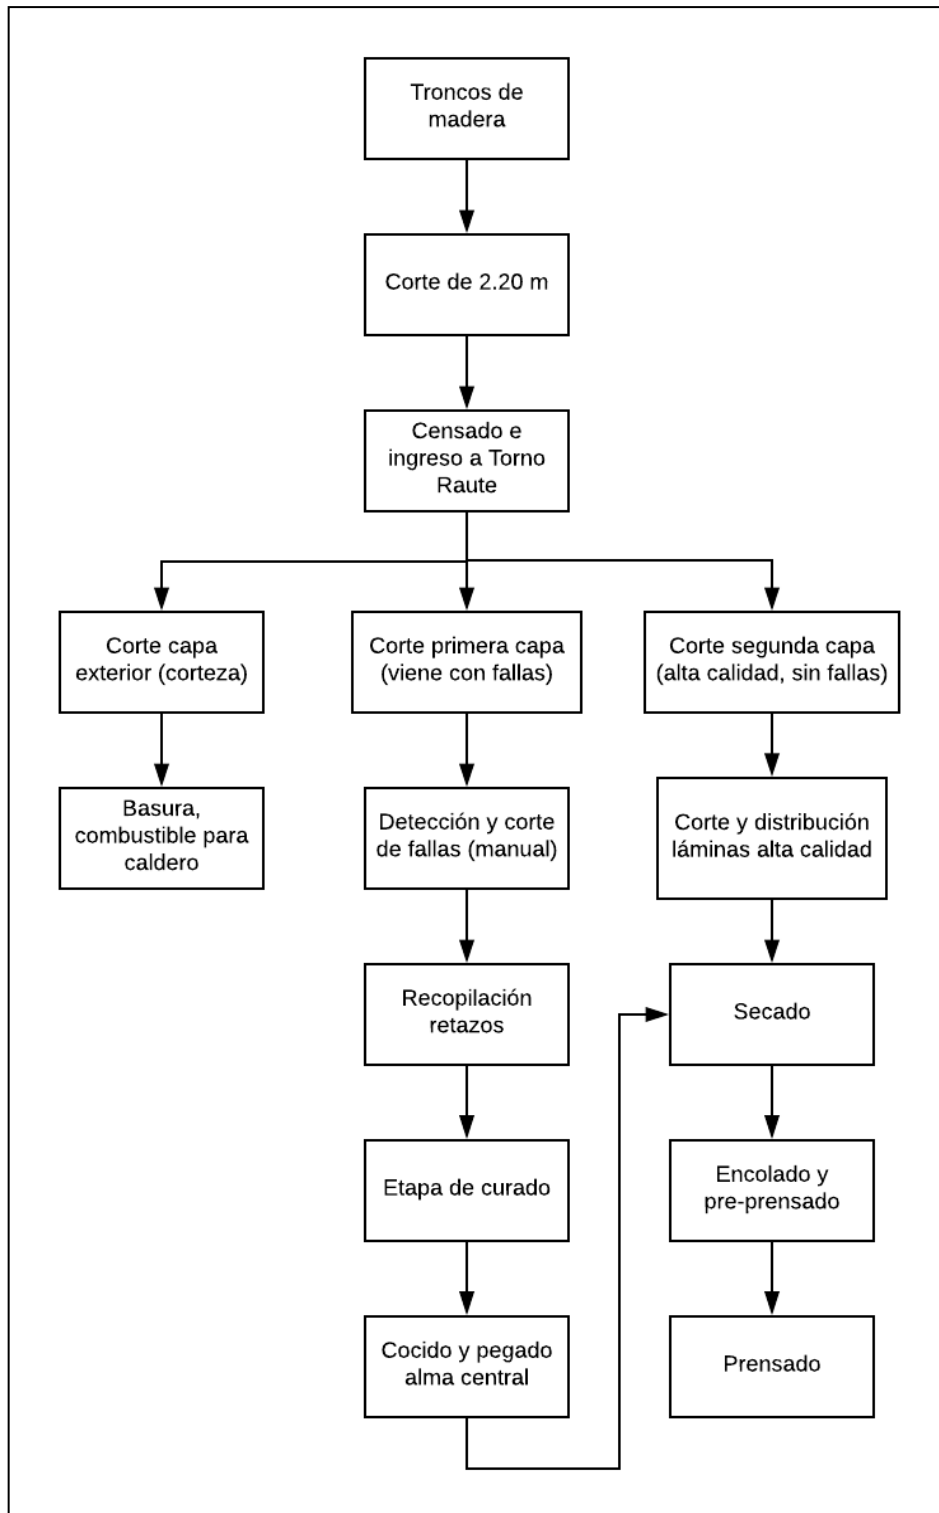 Troncos de
madera
Corte de 2.20 m
Censado e
ingreso a Torno
Raute
Corte capa
exterior (corteza)
Corte primera capa
(viene con fallas)
Corte segunda capa
(alta calidad, sin fallas)
Basura,
combustible para
caldero
Detección y corte
de fallas (manual)
Corte y distribución
láminas alta calidad
Recopilación
retazos
Secado
Etapa de curado
Encolado y
pre-prensado
Cocido y pegado
alma central
Prensado